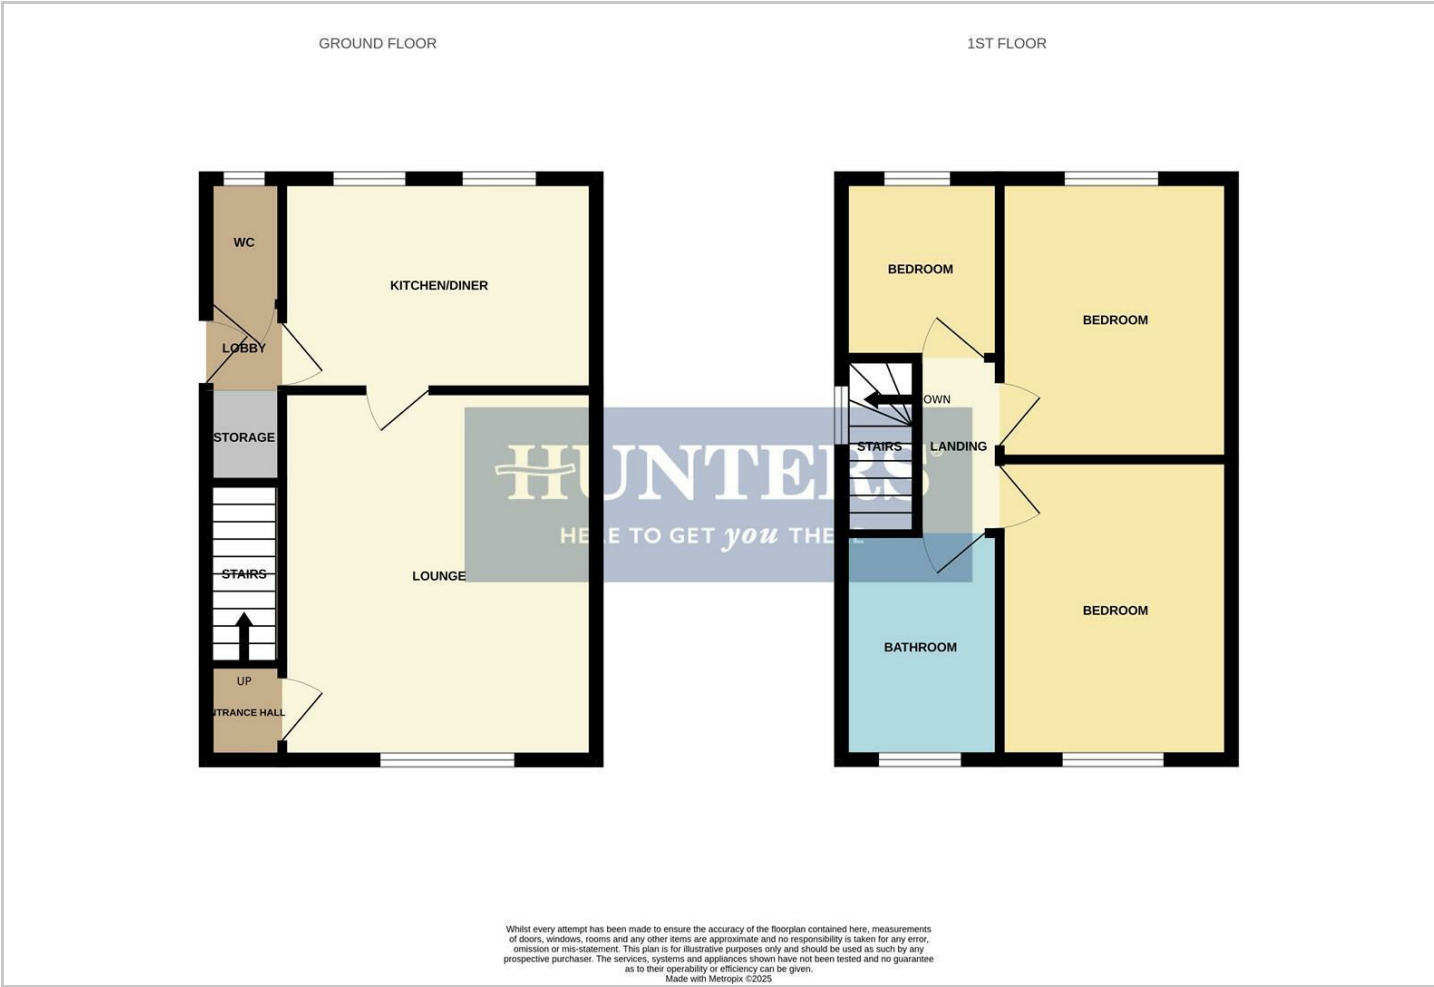 GROUND FLOOR
1ST FLOOR
WC
KITCHEN/DINER
LOBBY
STORAGE
STAIRS
LOUNGE
UP
NTRANCE HALL
BEDROOM
BEDROOM
OWN
STAIRS
LANDING
BEDROOM
BATHROOM
HUNTERS®
HERE TO GET you THERE
Whilst every attempt has been made to ensure the accuracy of the floorplan contained here, measurements
of doors, windows, rooms and any other items are approximate and no responsibility is taken for any error,
omission or mis-statement. This plan is for illustrative purposes only and should be used as such by any
prospective purchaser. The services, systems and appliances shown have not been tested and no guarantee
as to their operability or efficiency can be given.
Made with Metropix ©2025